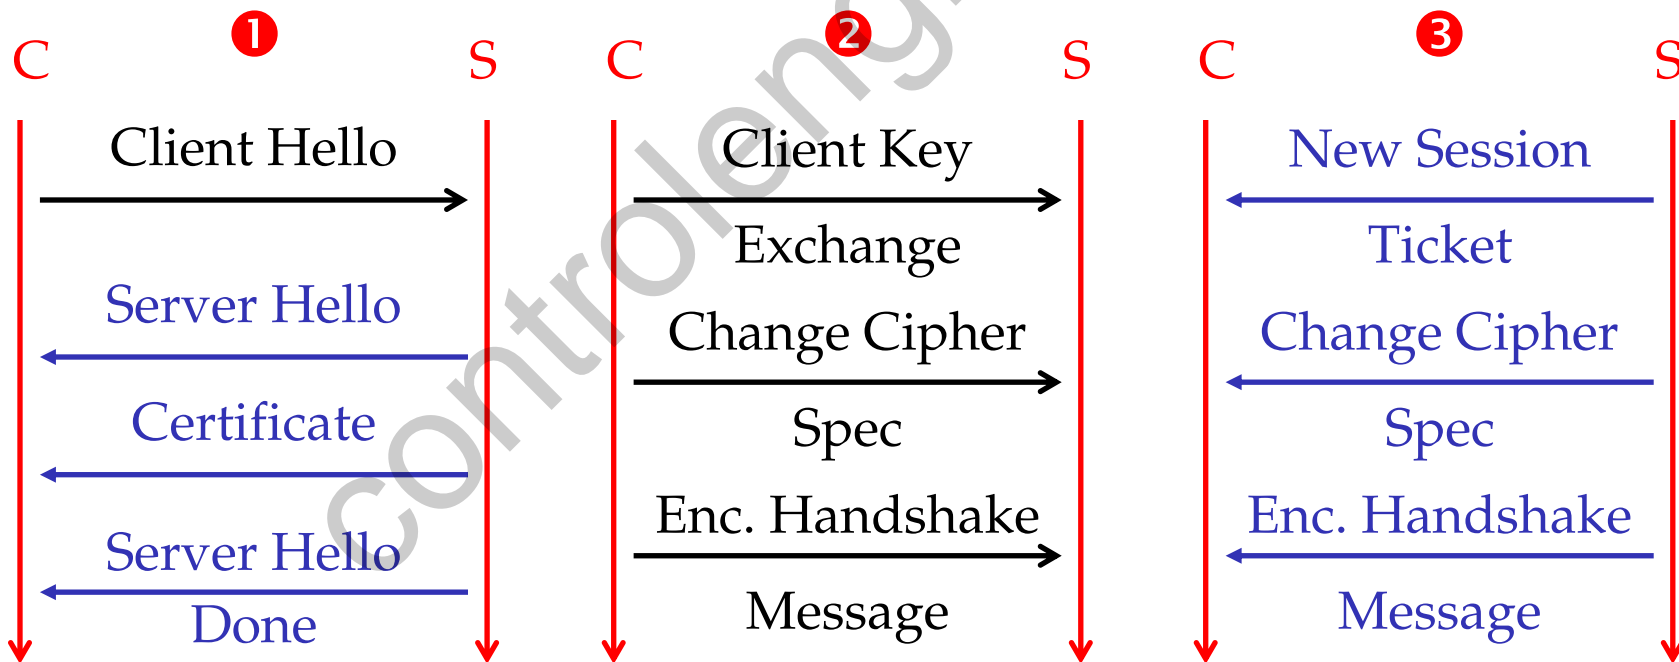 C ❶ S
Client Hello
Server Hello
Certificate
Server Hello
Done
C ❷ S
Client Key
Exchange
Change Cipher
Spec
Enc. Handshake
Message
C ❸ S
New Session
Ticket
Change Cipher
Spec
Enc. Handshake
Message
controleng.